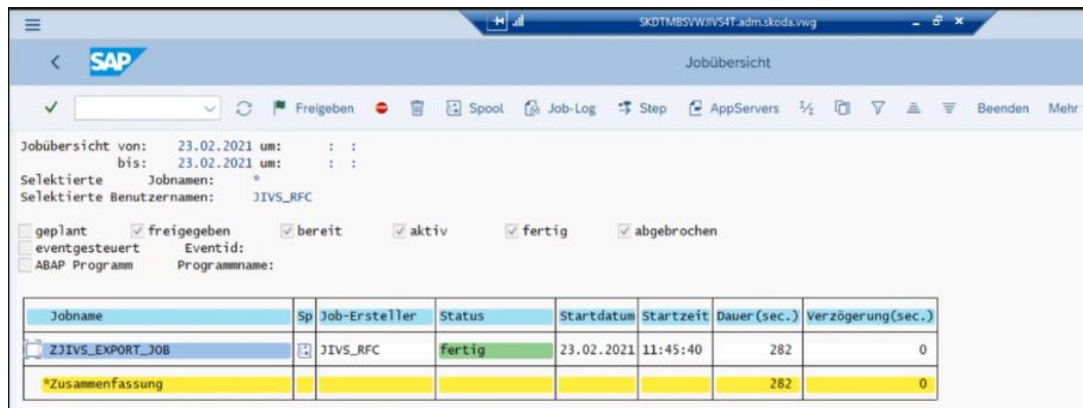 SKDTMBSVWJIVS4T.adm.skoda.vwg
SAP Jobübersicht
Freigeben Spool Job-Log Step AppServers Beenden Mehr
Jobübersicht von: 23.02.2021 um: : :
bis: 23.02.2021 um: : :
Selektierte Jobnamen: *
Selektierte Benutzernamen: JIVS_RFC
geplant freigegeben bereit aktiv fertig abgebrochen
eventgesteuert Eventid:
ABAP Programm Programmname:
Jobname Sp Job-Ersteller Status Startdatum Startzeit Dauer(sec.) Verzögerung(sec.)
ZJIVS_EXPORT_JOB JIVS_RFC fertig 23.02.2021 11:45:40 282 0
*Zusammenfassung 282 0